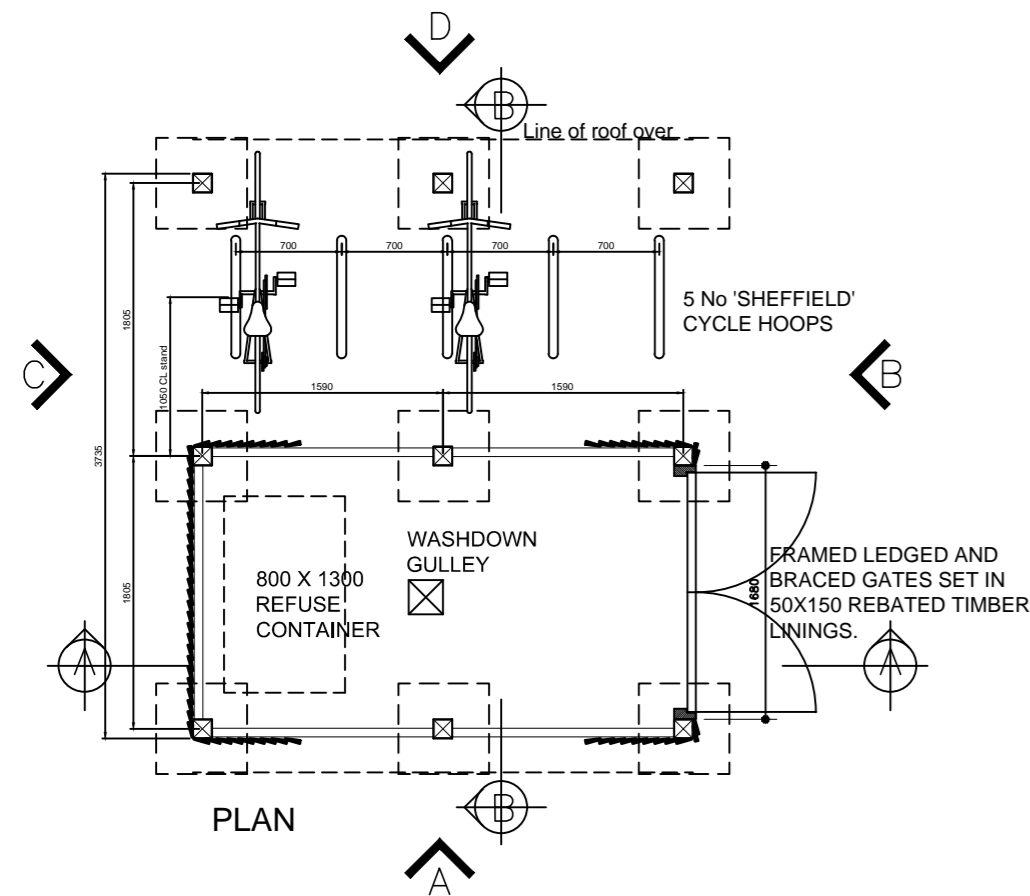 D
B
Line of roof over
700
700
700
700
5 No 'SHEFFIELD'
CYCLE HOOPS
1805
1050 CL stand
C
B
1590
1590
3735
WASHDOWN
GULLEY
800 X 1300
REFUSE
CONTAINER
1805
FRAMED LEDGED AND
BRACED GATES SET IN
50X150 REBATED TIMBER
LININGS.
1680
A
A
B
PLAN
A